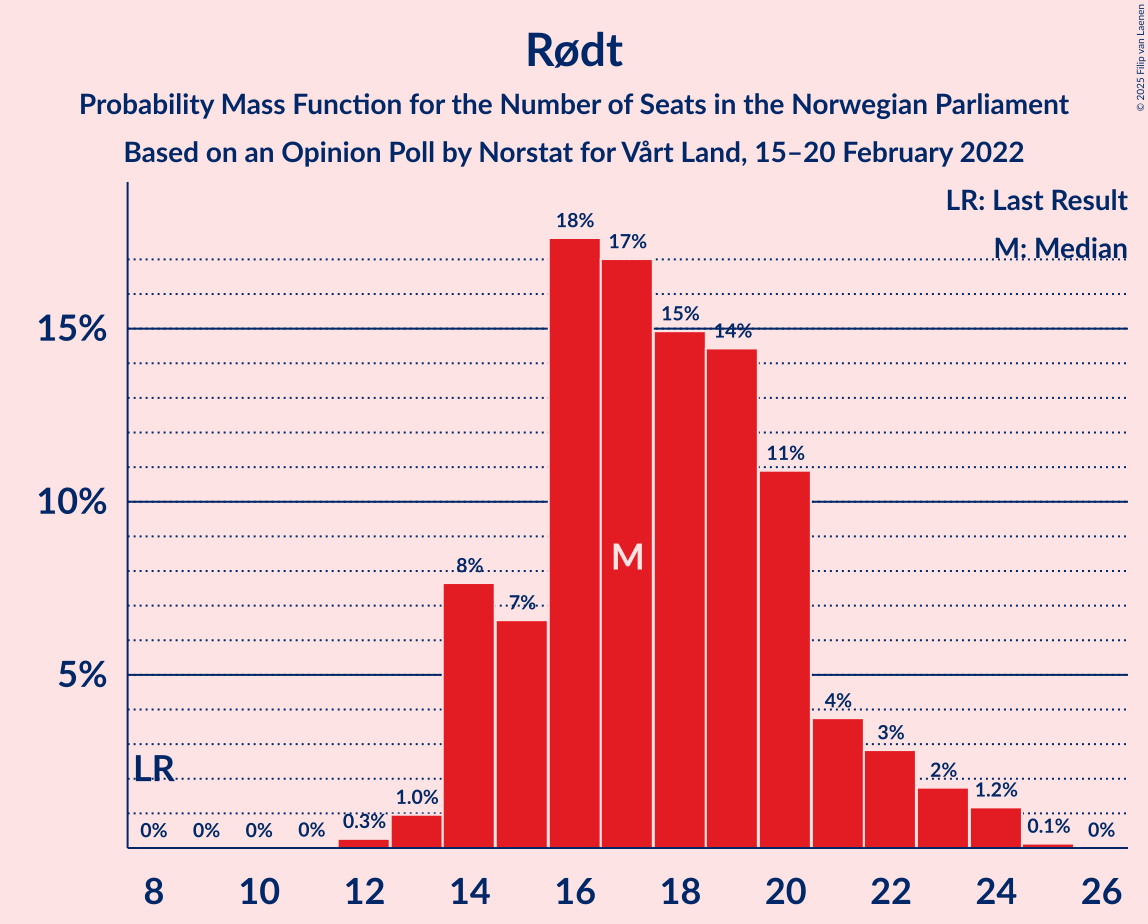 Rødt
Probability Mass Function for the Number of Seats in the Norwegian Parliament
Based on an Opinion Poll by Norstat for Vårt Land, 15–20 February 2022
© 2025 Filip van Laenen
LR: Last Result
M: Median
15%
10%
5%
0%
0%
0%
0%
0.3%
1.0%
8%
7%
18%
17%
15%
14%
11%
4%
3%
2%
1.2%
0.1%
0%
M
LR
8 10 12 14 16 18 20 22 24 26